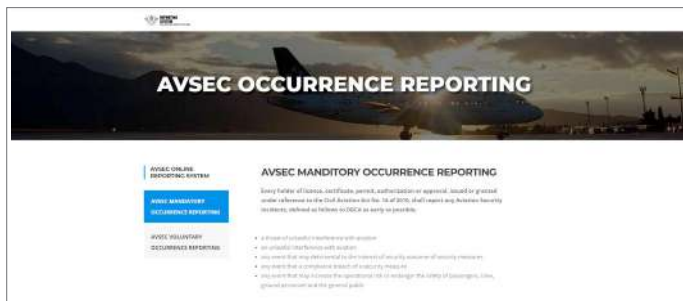 REPORTING
SYSTEM
AVSEC OCCURRENCE REPORTING
AVSEC ONLINE
REPORTING SYSTEM
AVSEC MANDITORY OCCURRENCE REPORTING
AVSEC MANDATORY
OCCURRENCE REPORTING
AVSEC VOLUNTARY
OCCURRENCE REPORTING
Every holder of licence, certificate, permit, authorization or approval, issued or granted
under reference to the Civil Aviation Act No. 14 of 2010, shall report any Aviation Security
incidents, defined as follows to DGCA as early as possible;
a threat of unlawful interference with aviation
an unlawful interference with aviation
any event that may detrimental to the interest of security outcome of security measures
any event that a compliance breach of a security measure
any event that may increase the operational risk or endanger the safety of passengers, crew,
ground personnel and the general public